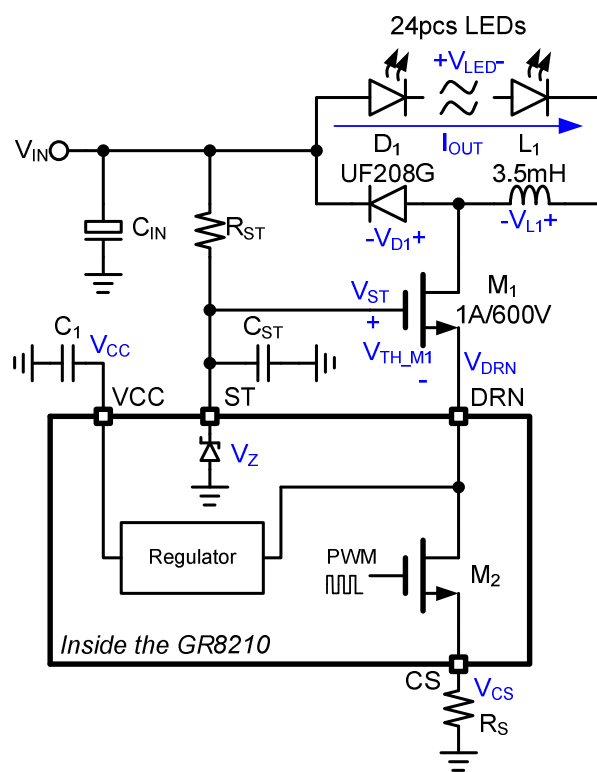 24pcs LEDs
+VLED-
VIN
D1
IOUT
L1
UF208G
3.5mH
CIN
RST
-VD1+
-VL1+
VST
M1
1A/600V
+
C1
VCC
CST
VTH_M1
VDRN
-
VCC
ST
DRN
VZ
Regulator
PWM
M2
Inside the GR8210
CS
VCS
RS